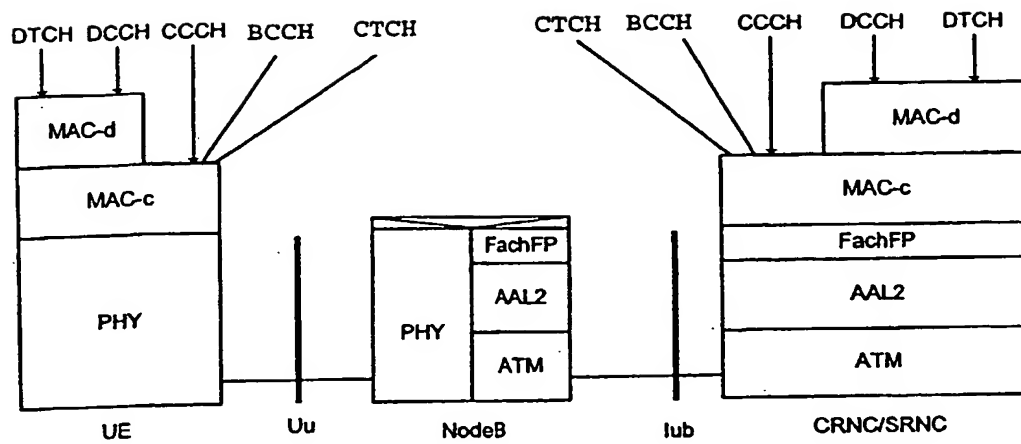 DTCH DCCH CCCH BCCH CTCH
CTCH BCCH CCCH DCCH DTCH
MAC-d
MAC-d
MAC-c
MAC-c
FachFP
FachFP
PHY
AAL2
AAL2
PHY
ATM
ATM
UE
Uu
NodeB
Iub
CRNC/SRNC